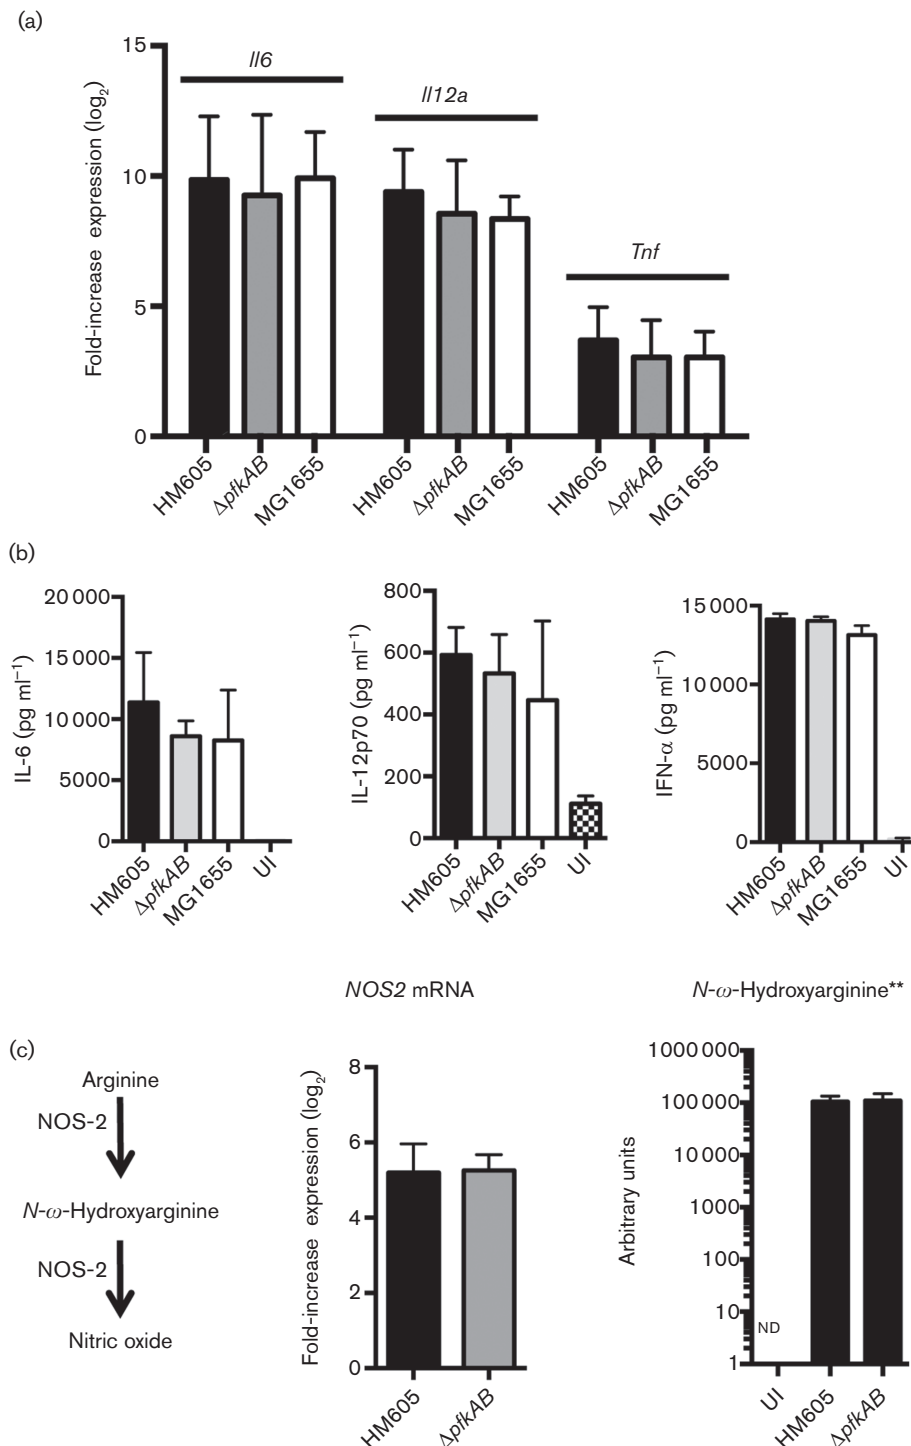 (a)
Fold-increase expression (log₂)
15
10
5
0
Il6
Il12a
Tnf
HM605
ΔpfkAB
MG1655
HM605
ΔpfkAB
MG1655
HM605
ΔpfkAB
MG1655
(b)
IL-6 (pg ml⁻¹)
20 000
15 000
10 000
5000
0
HM605
ΔpfkAB
MG1655
UI
IL-12p70 (pg ml⁻¹)
800
600
400
200
0
HM605
ΔpfkAB
MG1655
UI
IFN-α (pg ml⁻¹)
15 000
10 000
5000
0
HM605
ΔpfkAB
MG1655
UI
(c)
Arginine
NOS-2
N-ω-Hydroxyarginine
NOS-2
Nitric oxide
NOS2 mRNA
Fold-increase expression (log₂)
8
6
4
2
0
HM605
ΔpfkAB
N-ω-Hydroxyarginine**
Arbitrary units
1000 000
100 000
10 000
1000
100
10
1
ND
UI
HM605
ΔpfkAB